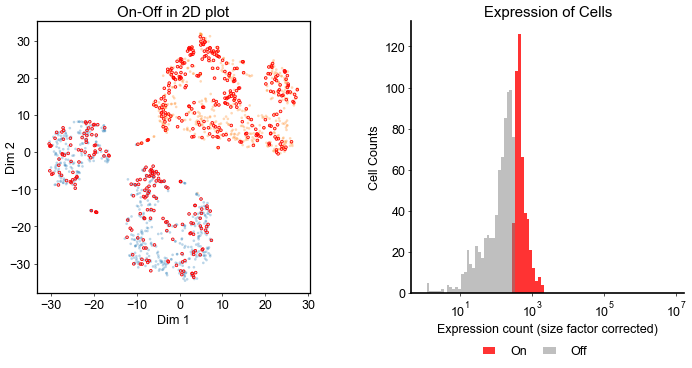 On-Off in 2D plot
Dim 2
30
20
10
0
−10
−20
−30
−30 −20 −10 0 10 20 30
Dim 1
Expression of Cells
Cell Counts
120
100
80
60
40
20
0
10^1 10^3 10^5 10^7
Expression count (size factor corrected)
On Off